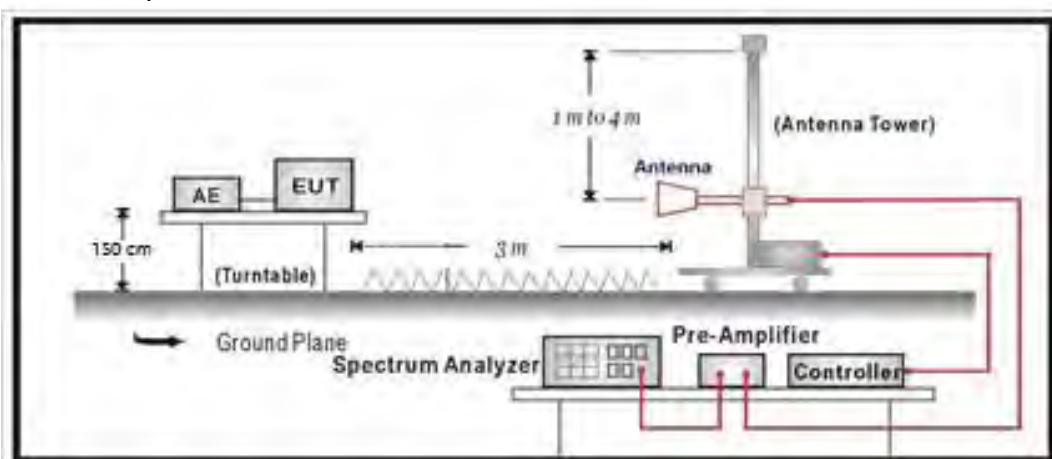 1 m to 4 m
(Antenna Tower)
Antenna
AE
EUT
150 cm
3 m
(Turntable)
Ground Plane
Pre-Amplifier
Spectrum Analyzer
Controller